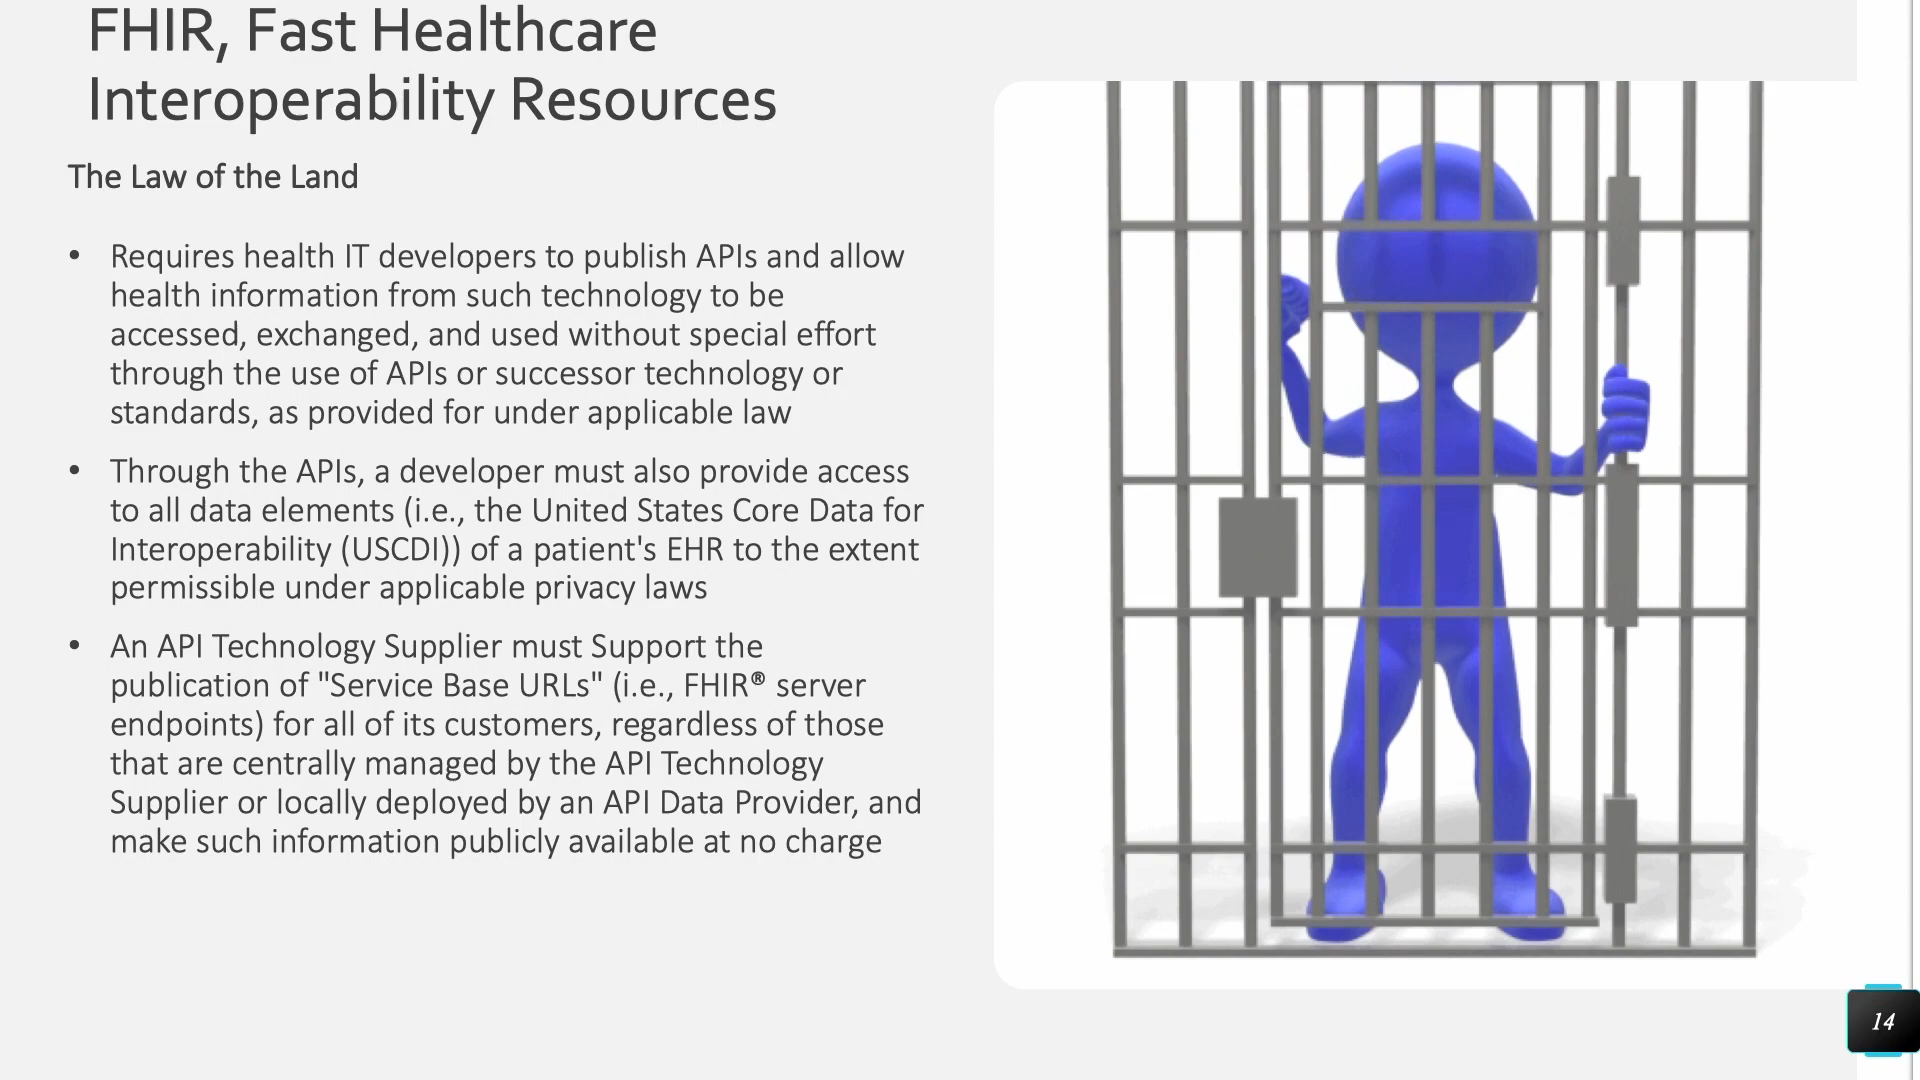 FHIR, Fast Healthcare
Interoperability Resources
The Law of the Land
• Requires health IT developers to publish APIs and allow
health information from such technology to be
accessed, exchanged, and used without special effort
through the use of APIs or successor technology or
standards, as provided for under applicable law
• Through the APIs, a developer must also provide access
to all data elements (i.e., the United States Core Data for
Interoperability (USCDI)) of a patient's EHR to the extent
permissible under applicable privacy laws
• An API Technology Supplier must Support the
publication of "Service Base URLs" (i.e., FHIR® server
endpoints) for all of its customers, regardless of those
that are centrally managed by the API Technology
Supplier or locally deployed by an API Data Provider, and
make such information publicly available at no charge
14